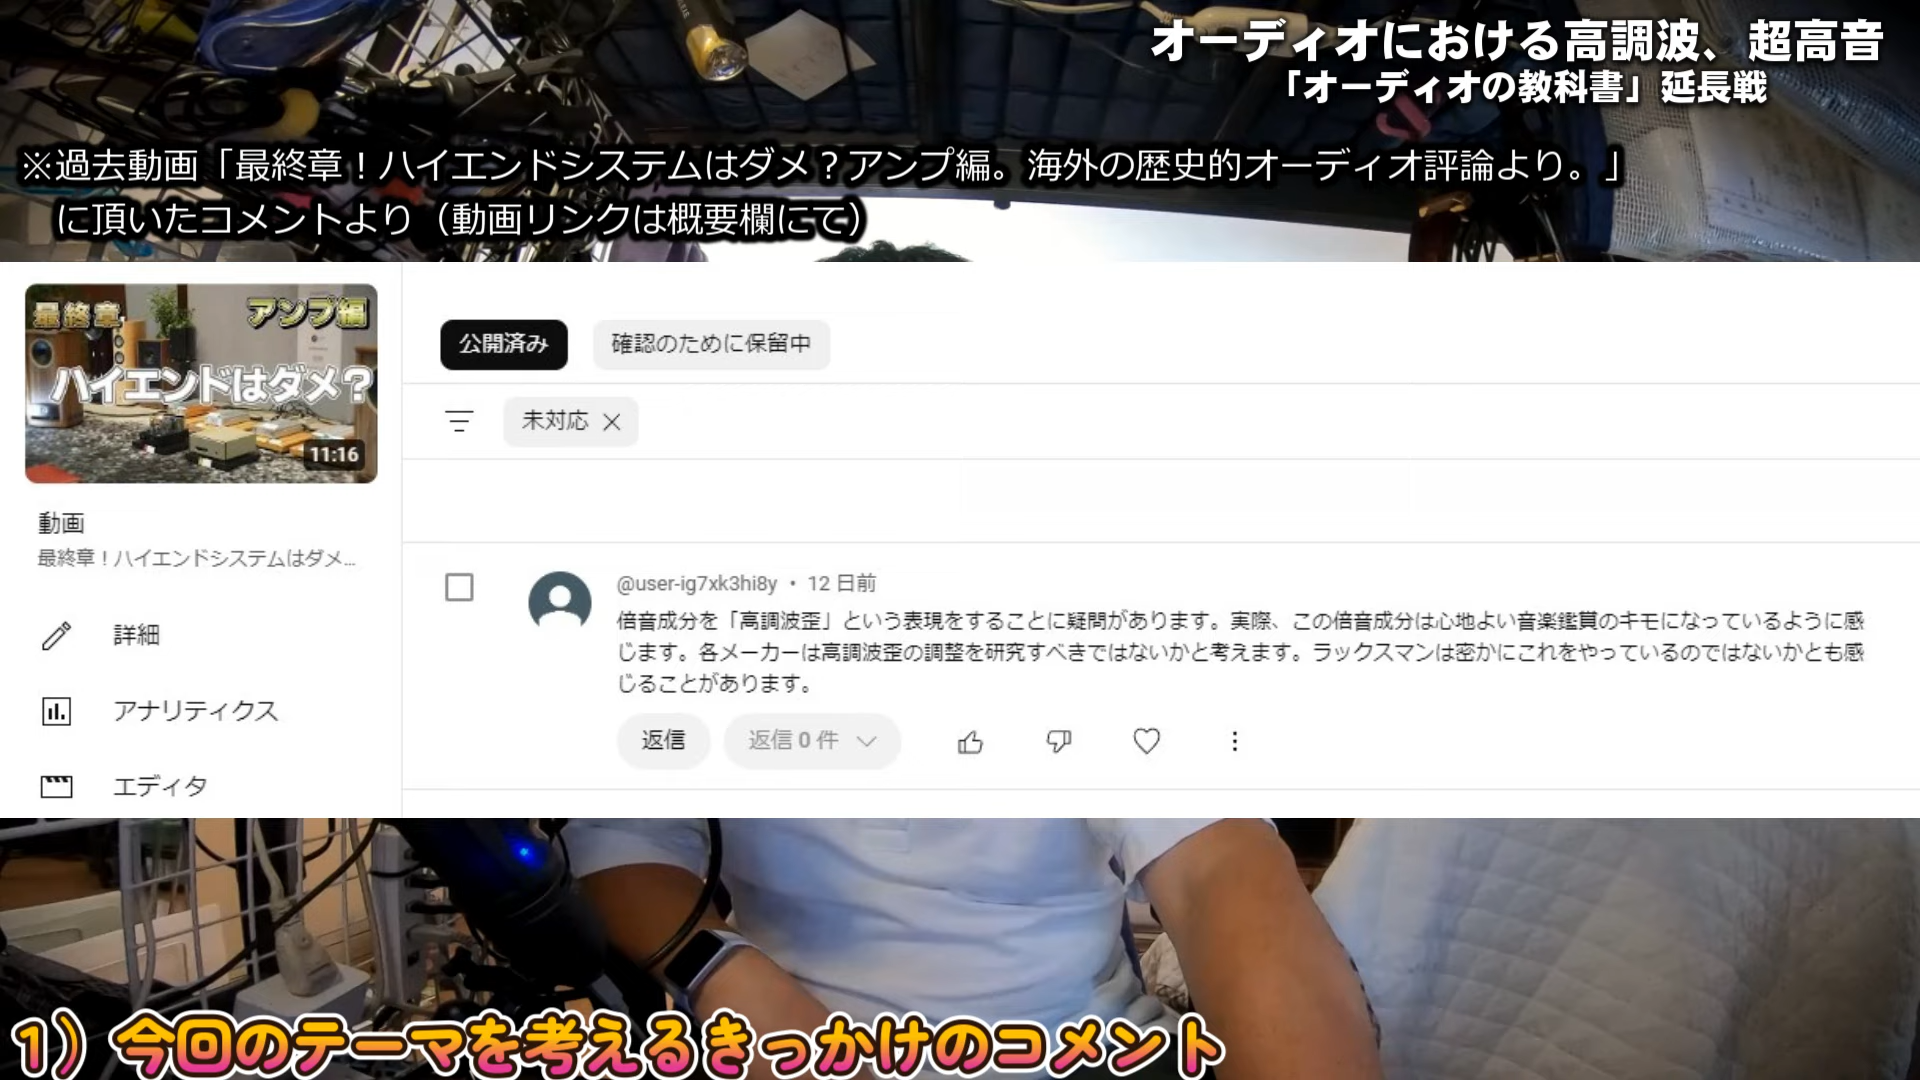 オーディオにおける高調波、超高音
「オーディオの教科書」延長戦
※過去動画「最終章！ハイエンドシステムはダメ？アンプ編。海外の歴史的オーディオ評論より。」
に頂いたコメントより（動画リンクは概要欄にて）
最終章 アンプ編
ハイエンドはダメ？
11:16
公開済み 確認のために保留中
未対応
動画
最終章！ハイエンドシステムはダメ...
詳細
アナリティクス
エディタ
@user-ig7xk3hi8y • 12 日前
倍音成分を「高調波歪」という表現をすることに疑問があります。実際、この倍音成分は心地よい音楽鑑賞のキモになっているように感
じます。各メーカーは高調波歪の調整を研究すべきではないかと考えます。ラックスマンは密かにこれをやっているのではないかとも感
じることがあります。
返信 返信 0 件
1）今回のテーマを考えるきっかけのコメント